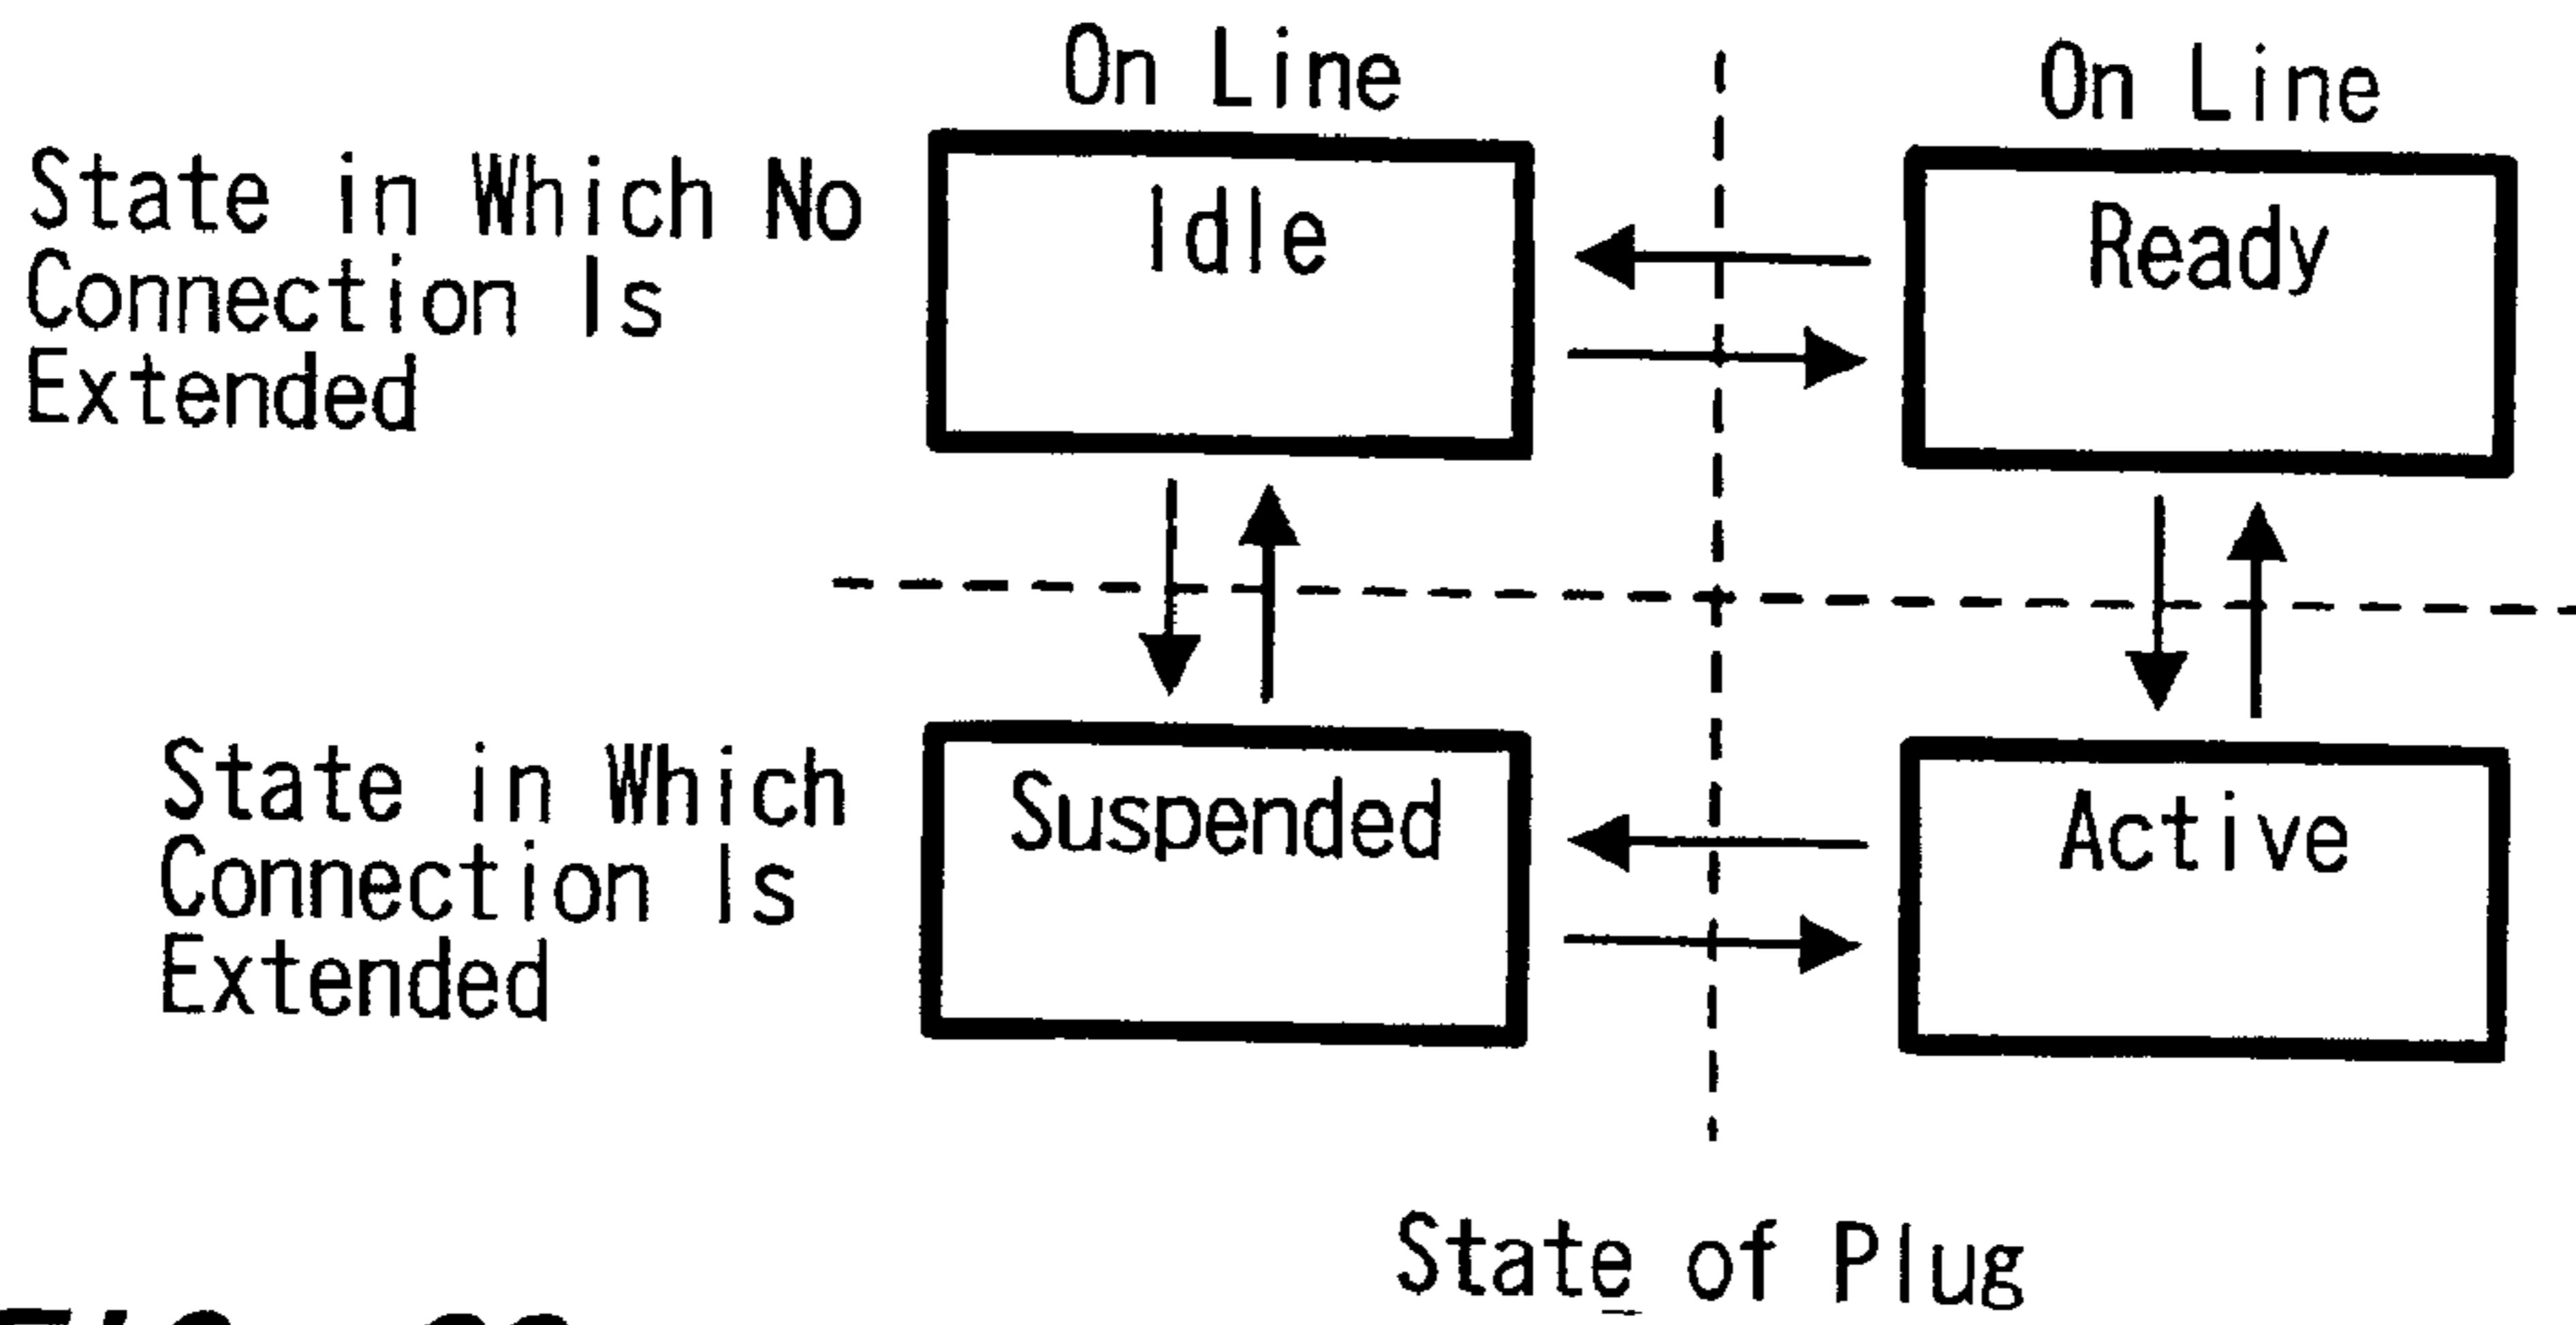 On Line
On Line
State in Which No
Connection Is
Extended
Idle
Ready
State in Which
Connection Is
Extended
Suspended
Active
State of Plug